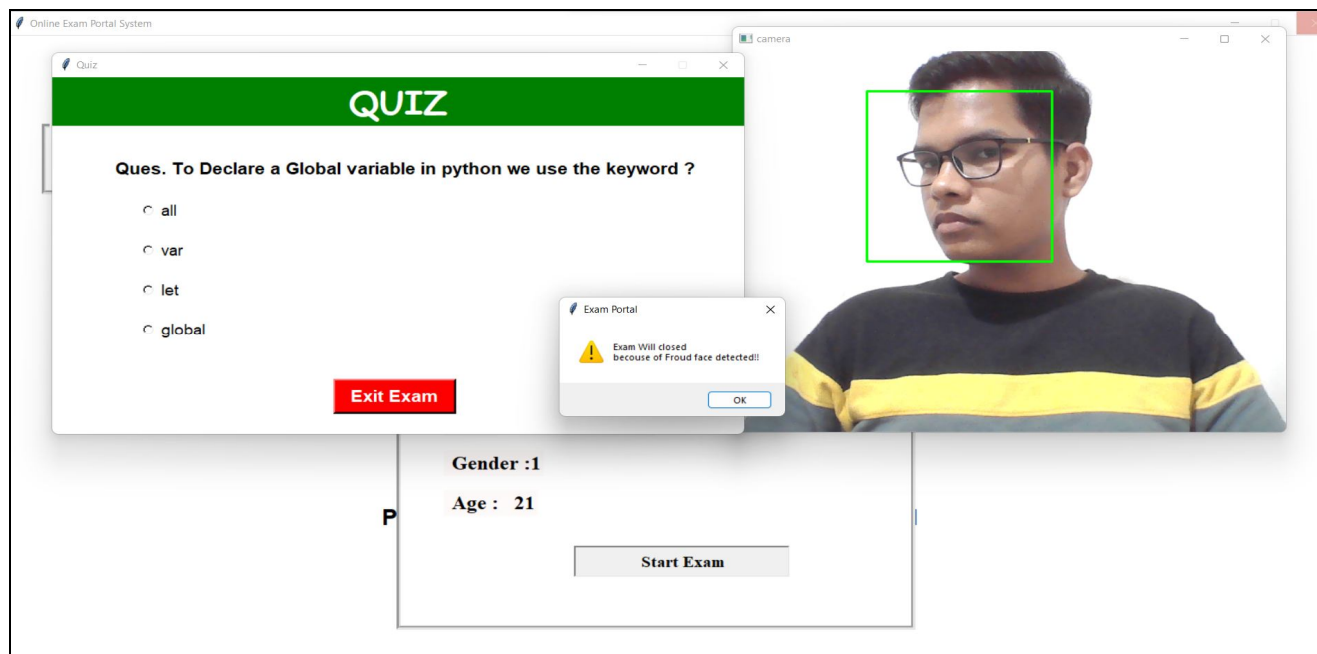 Online Exam Portal System
camera
Quiz
QUIZ
Ques. To Declare a Global variable in python we use the keyword ?
all
var
let
global
Exam Portal
Exam Will closed
becouse of Froud face detected!!
OK
Exit Exam
Gender :1
Age : 21
P
Start Exam